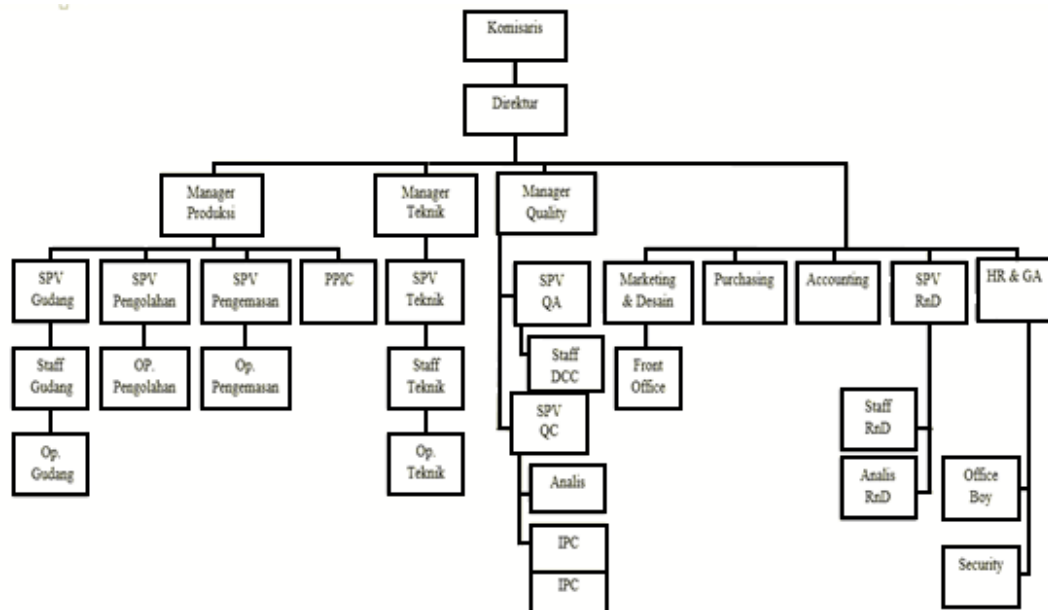 Komisaris
Direktur
Manager
Produksi
Manager
Teknik
Manager
Quality
SPV
Gudang
SPV
Pengolahan
SPV
Pengemasan
PPIC
SPV
Teknik
SPV
QA
Marketing
& Desain
Purchasing
Accounting
SPV
RnD
HR & GA
Staff
Gudang
OP.
Pengolahan
Op.
Pengemasan
Staff
Teknik
Staff
DCC
Front
Office
SPV
QC
Staff
RnD
Op.
Gudang
Op.
Teknik
Analis
Analis
RnD
Office
Boy
IPC
IPC
Security